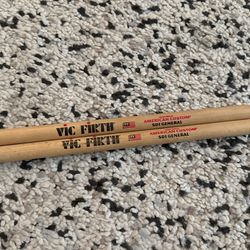 VIC FIRTH
AMERICAN CUSTOM
SD1 GENERAL
VIC FIRTH
AMERICAN CUSTOM
SD1 GENERAL